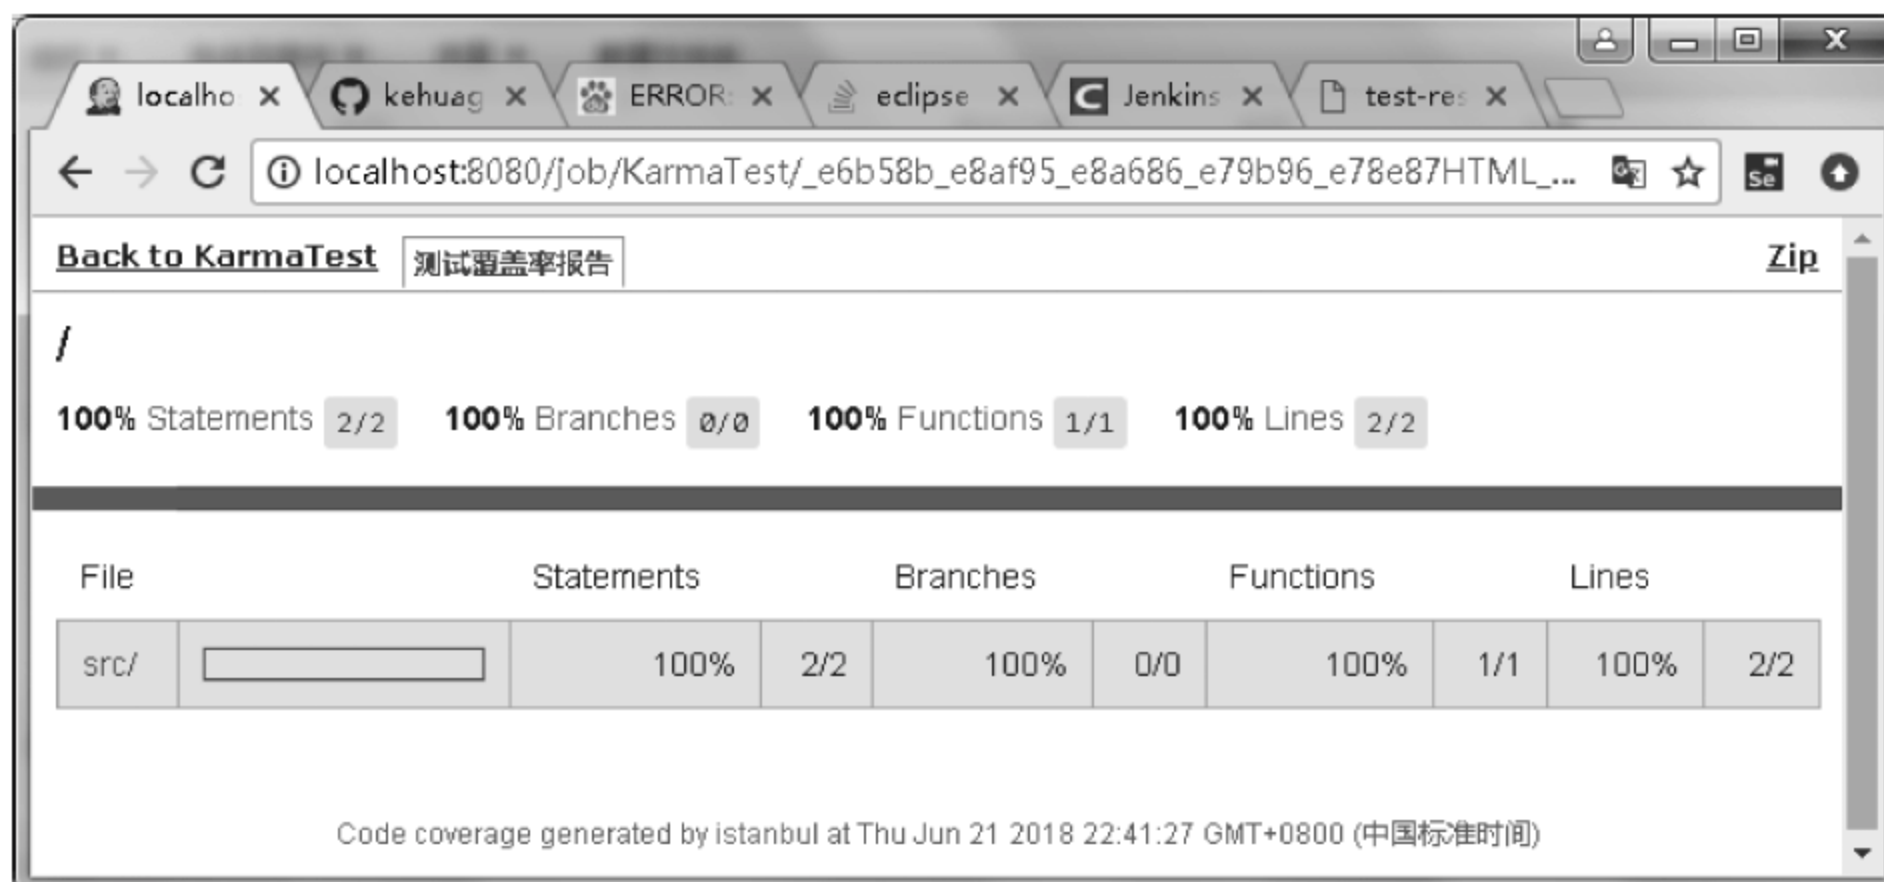 localho kehuag ERROR: eclipse Jenkins test-res
localhost:8080/job/KarmaTest/_e6b58b_e8af95_e8a686_e79b96_e78e87HTML_... Se
Back to KarmaTest 测试覆盖率报告 Zip
/
100% Statements 2/2 100% Branches 0/0 100% Functions 1/1 100% Lines 2/2
File Statements Branches Functions Lines
src/ 100% 2/2 100% 0/0 100% 1/1 100% 2/2
Code coverage generated by istanbul at Thu Jun 21 2018 22:41:27 GMT+0800 (中国标准时间)